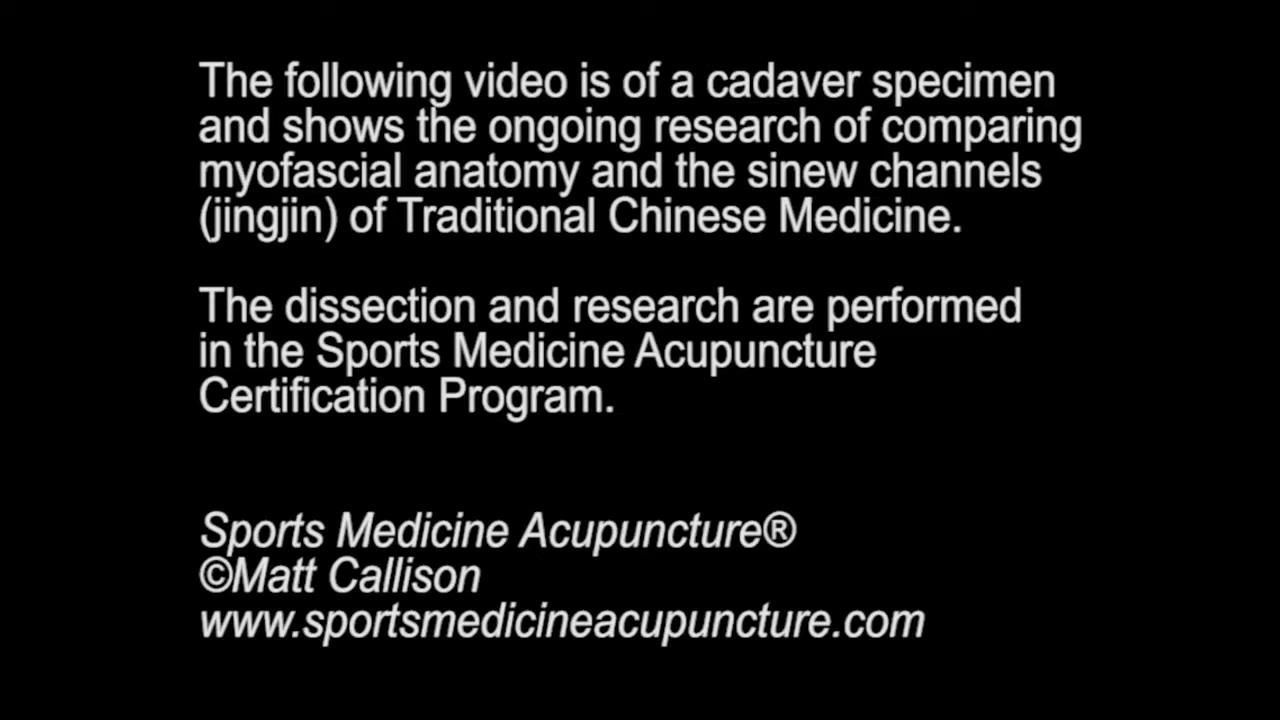 The following video is of a cadaver specimen
and shows the ongoing research of comparing
myofascial anatomy and the sinew channels
(jingjin) of Traditional Chinese Medicine.
The dissection and research are performed
in the Sports Medicine Acupuncture
Certification Program.
Sports Medicine Acupuncture®
©Matt Callison
www.sportsmedicineacupuncture.com